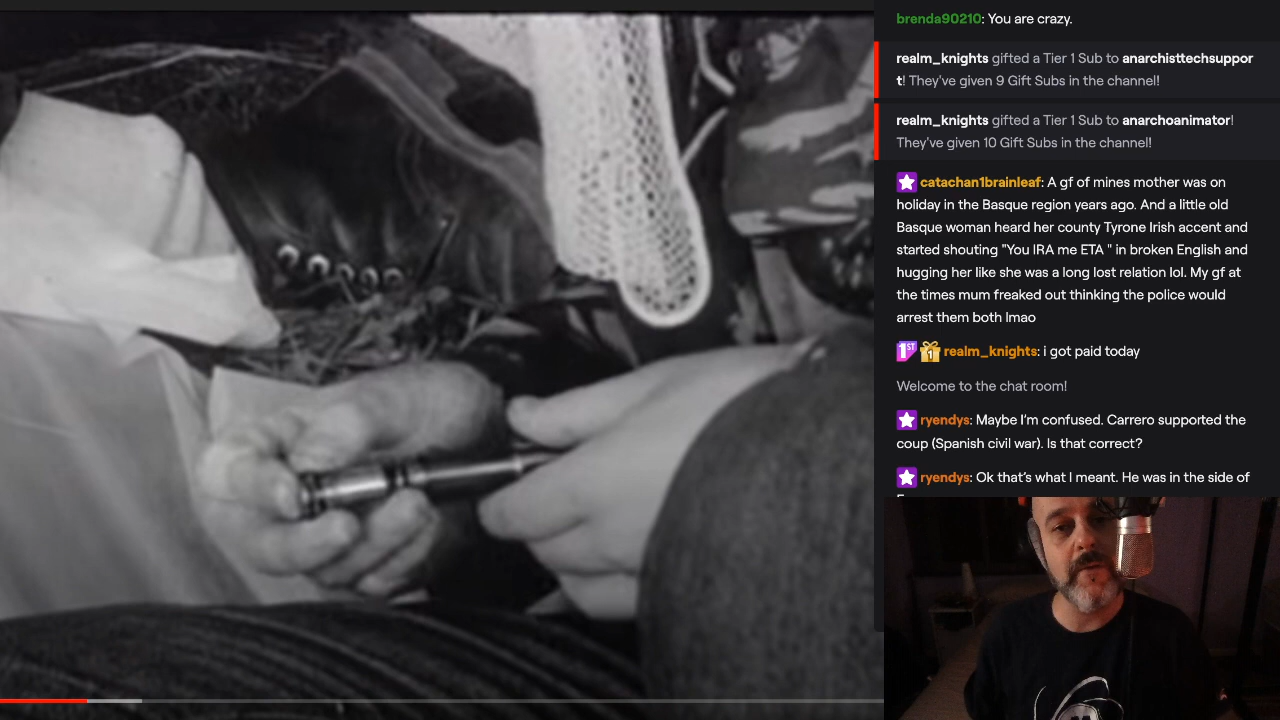 brenda90210: You are crazy.
realm_knights gifted a Tier 1 Sub to anarchisttechsuppor
t! They've given 9 Gift Subs in the channel!
realm_knights gifted a Tier 1 Sub to anarchoanimator!
They've given 10 Gift Subs in the channel!
catachan1brainleaf: A gf of mines mother was on
holiday in the Basque region years ago. And a little old
Basque woman heard her county Tyrone Irish accent and
started shouting "You IRA me ETA " in broken English and
hugging her like she was a long lost relation lol. My gf at
the times mum freaked out thinking the police would
arrest them both lmao
1ST 1 realm_knights: i got paid today
Welcome to the chat room!
ryendys: Maybe I'm confused. Carrero supported the
coup (Spanish civil war). Is that correct?
ryendys: Ok that's what I meant. He was in the side of